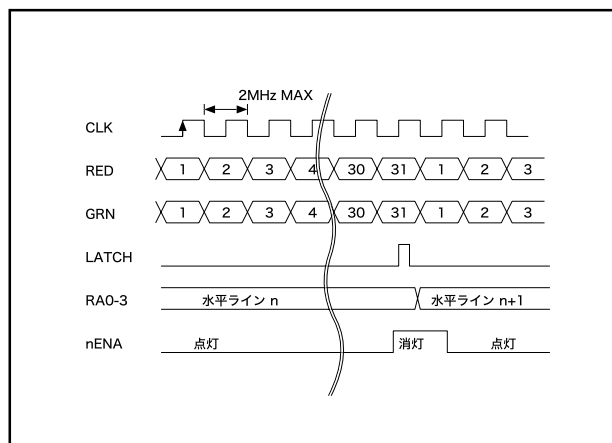 2MHz MAX
CLK
RED 1 2 3 4 30 31 1 2 3
GRN 1 2 3 4 30 31 1 2 3
LATCH
RA0-3 水平ライン n 水平ライン n+1
nENA 点灯 消灯 点灯